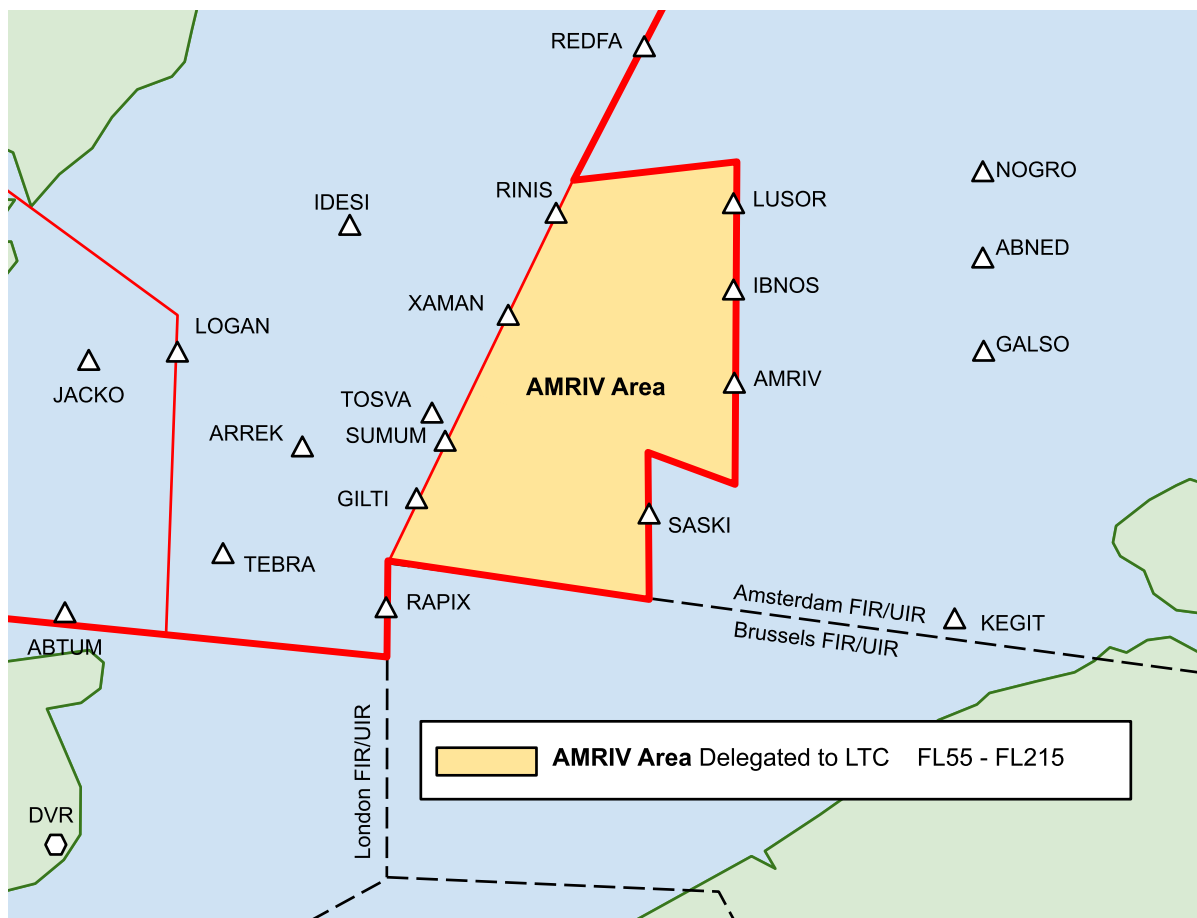 REDFA
NOGRO
RINIS
LUSOR
IDESI
ABNED
IBNOS
XAMAN
LOGAN
GALSO
AMRIV
AMRIV Area
JACKO
TOSVA
ARREK
SUMUM
GILTI
SASKI
TEBRA
RAPIX
Amsterdam FIR/UIR
KEGIT
Brussels FIR/UIR
ABTUM
London FIR/UIR
AMRIV Area Delegated to LTC FL55 - FL215
DVR